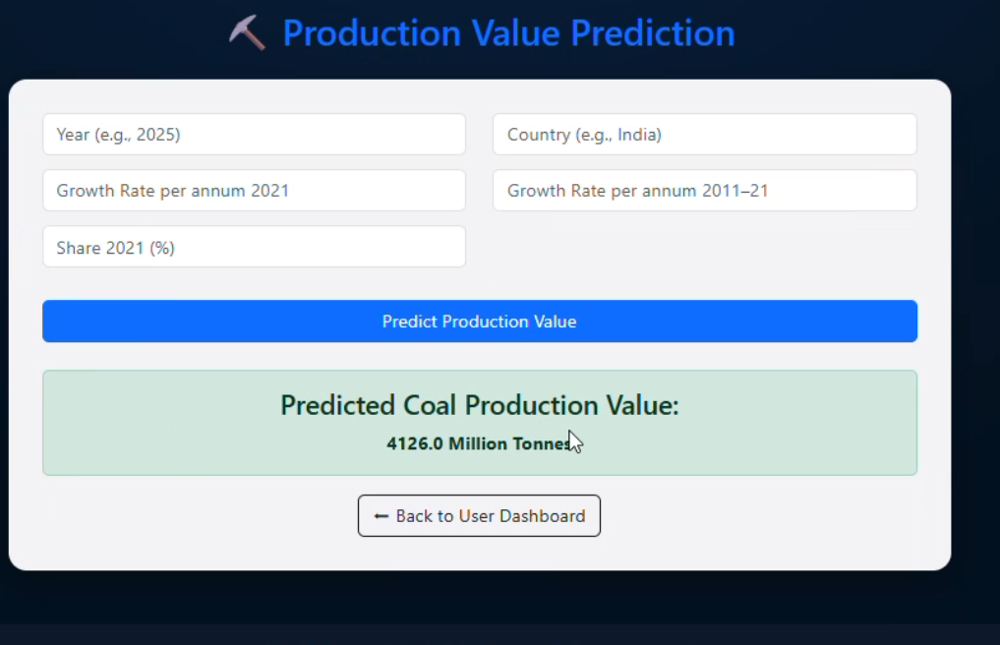 Production Value Prediction
Year (e.g., 2025)
Country (e.g., India)
Growth Rate per annum 2021
Growth Rate per annum 2011–21
Share 2021 (%)
Predict Production Value
Predicted Coal Production Value:
4126.0 Million Tonnes
← Back to User Dashboard